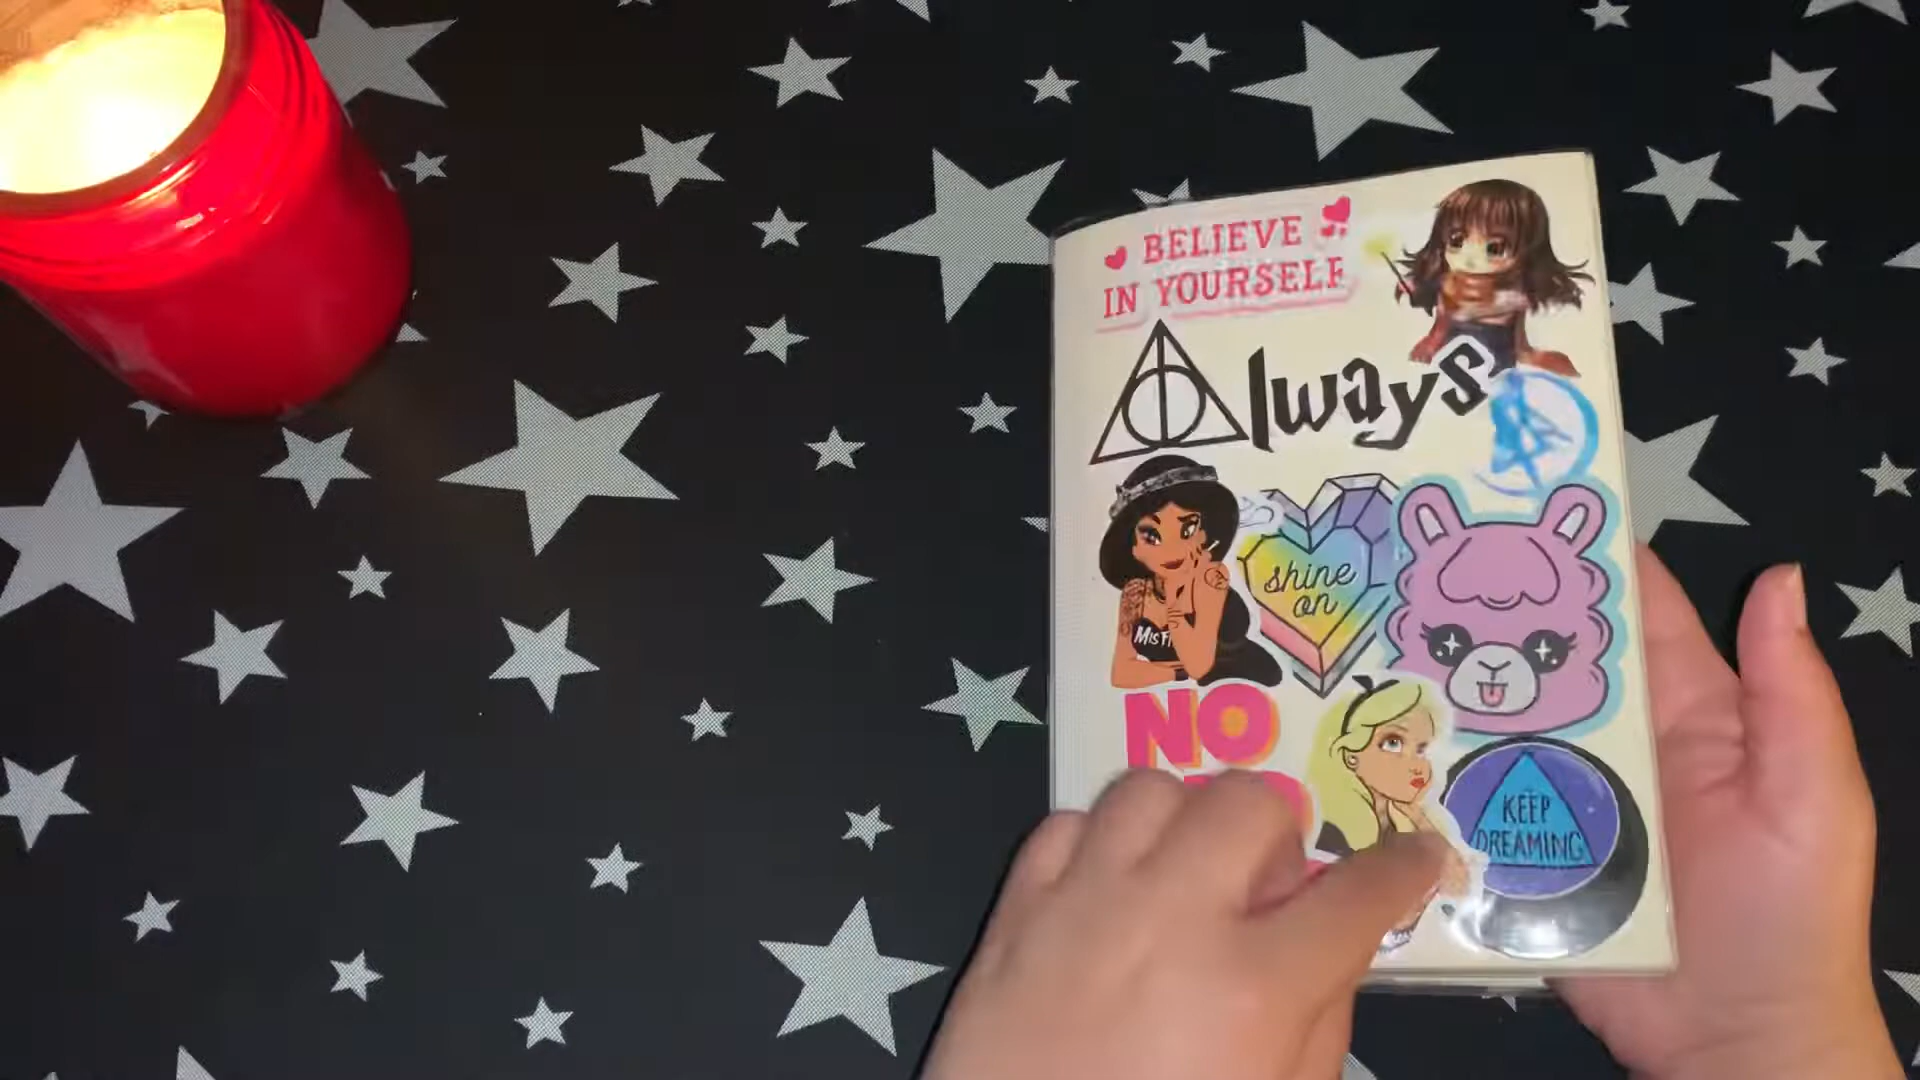 BELIEVE
IN YOURSELF
Always
shine
on
NO
KEEP
DREAMING